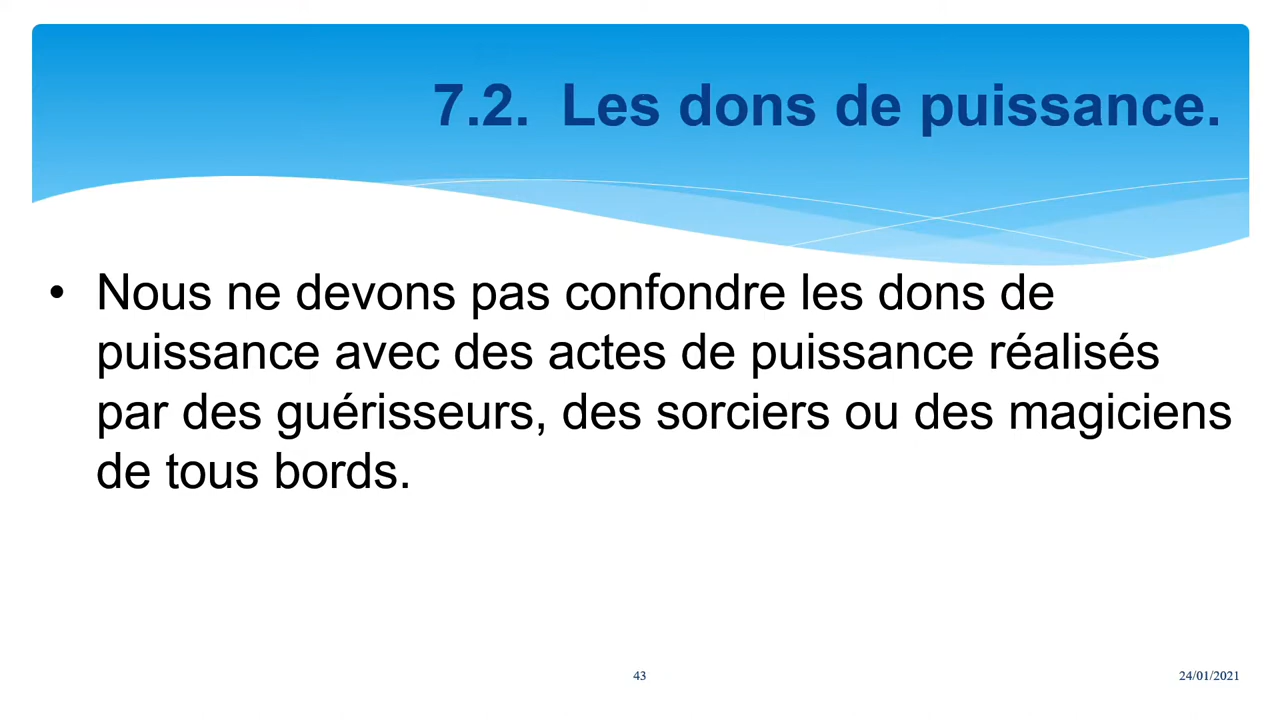 7.2. Les dons de puissance.
• Nous ne devons pas confondre les dons de
puissance avec des actes de puissance réalisés
par des guérisseurs, des sorciers ou des magiciens
de tous bords.
43
24/01/2021